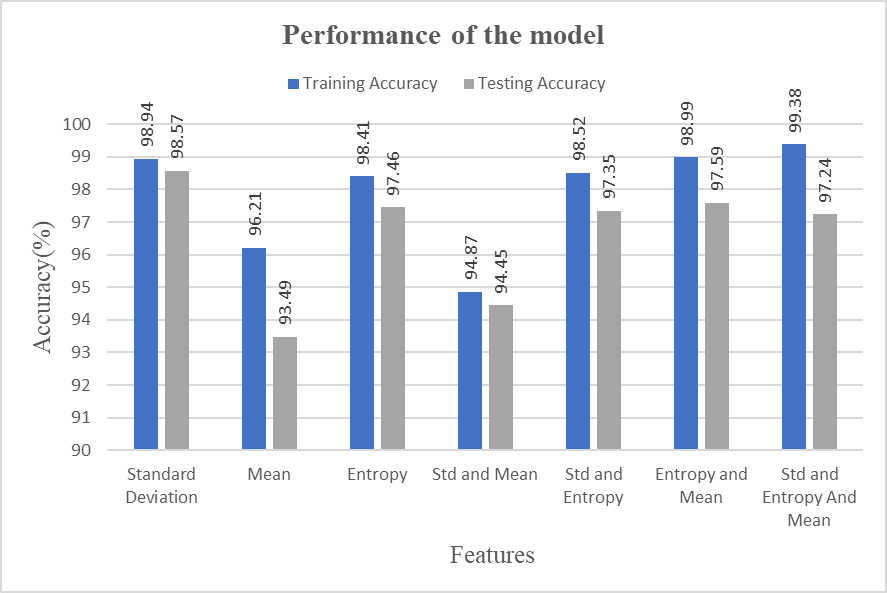 Performance of the model
Training Accuracy
Testing Accuracy
Accuracy(%)
100
99
98
97
96
95
94
93
92
91
90
98.94
98.57
96.21
93.49
98.41
97.46
94.87
94.45
98.52
97.35
98.99
97.59
99.38
97.24
Standard
Deviation
Mean
Entropy
Std and Mean
Std and
Entropy
Entropy and
Mean
Std and
Entropy And
Mean
Features